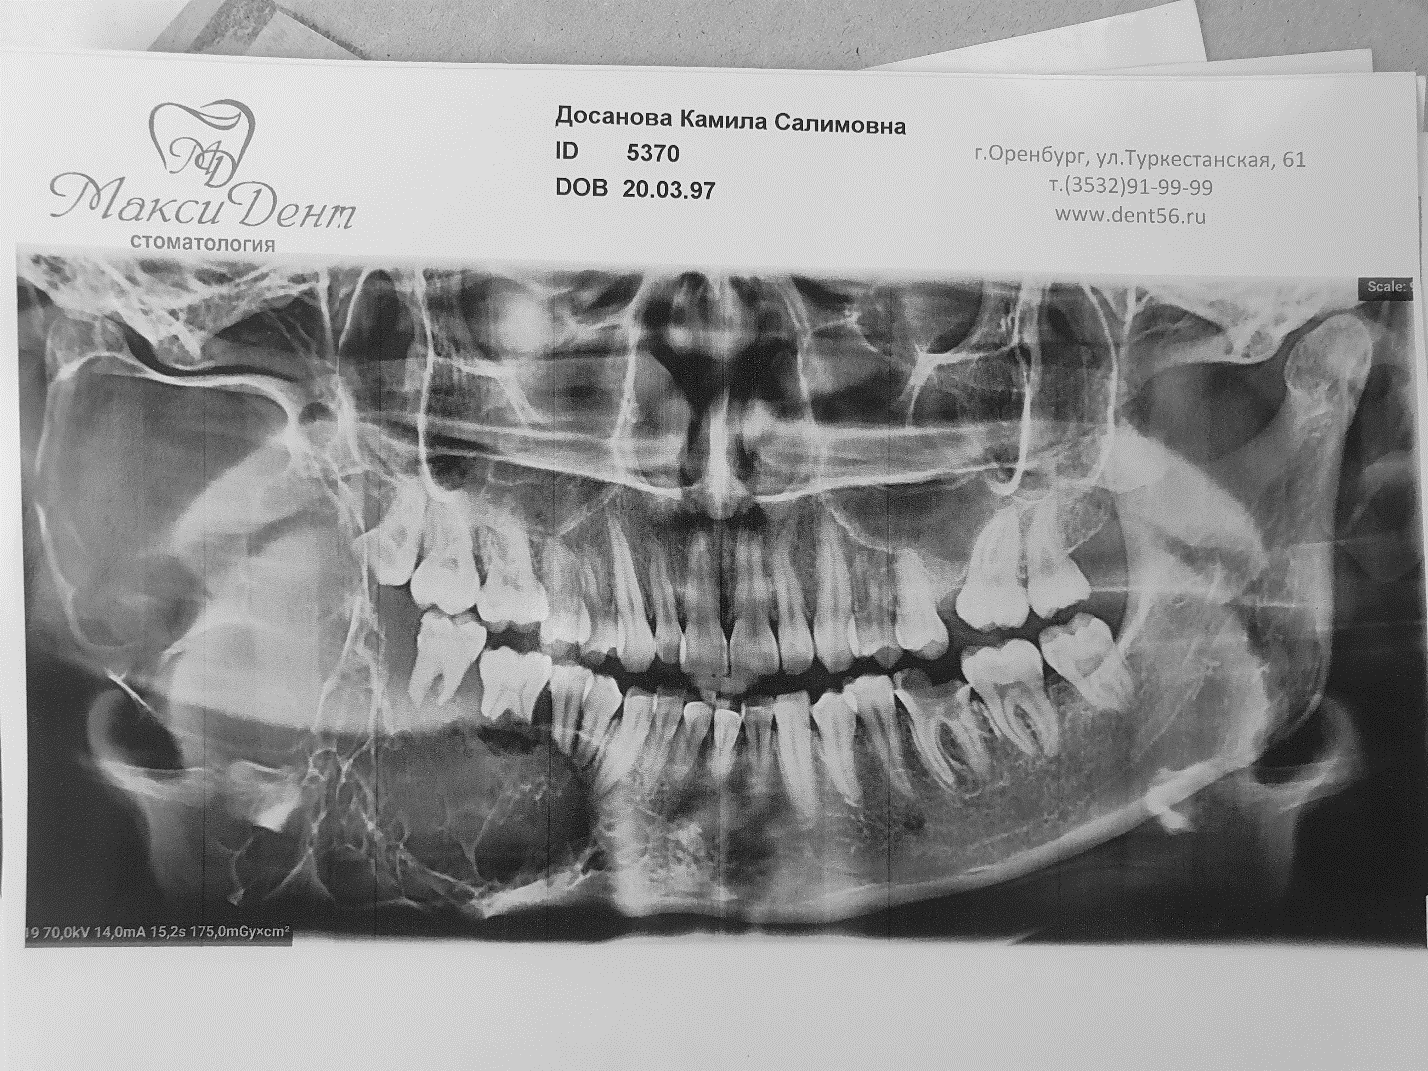 МД
МаксиДент
стоматология
Досанова Камила Салимовна
ID 5370
DOB 20.03.97
г.Оренбург, ул.Туркестанская, 61
т.(3532)91-99-99
www.dent56.ru
Scale:
70,0kV 14,0mA 15,2s 175,0mGy×cm²